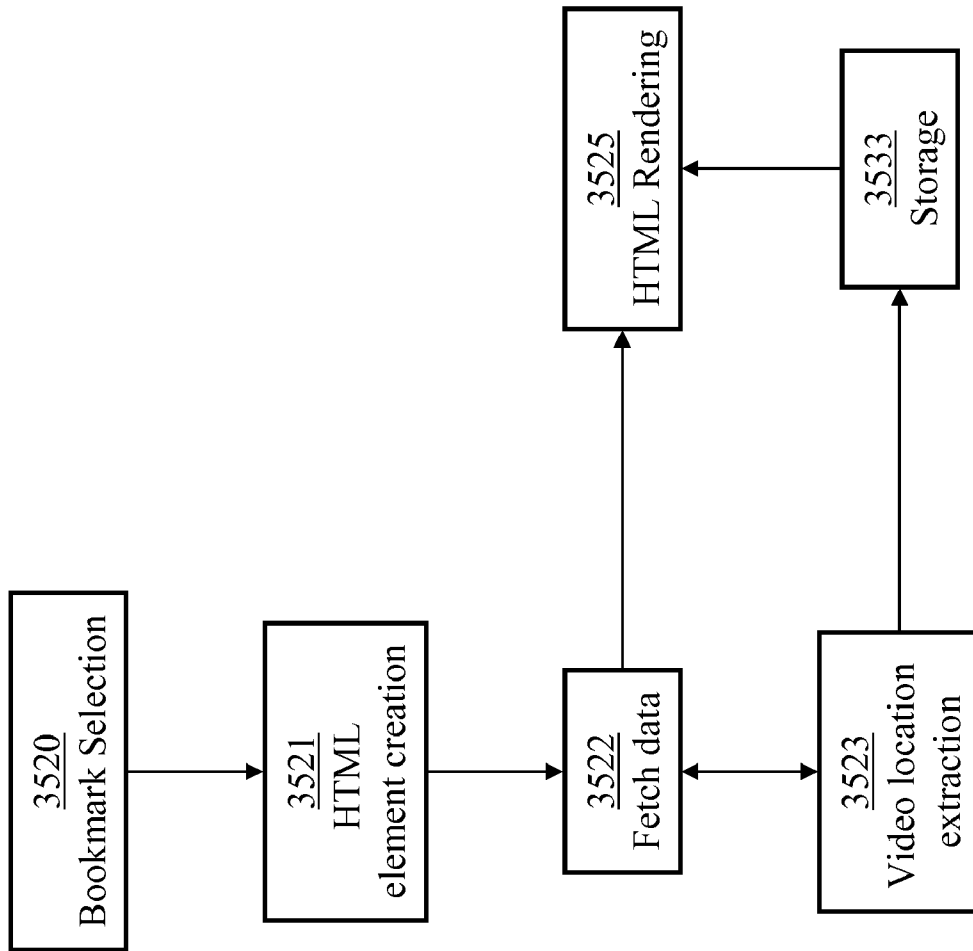 3520
Bookmark Selection
3521
HTML
element creation
3522
Fetch data
3523
Video location
extraction
3525
HTML Rendering
3533
Storage